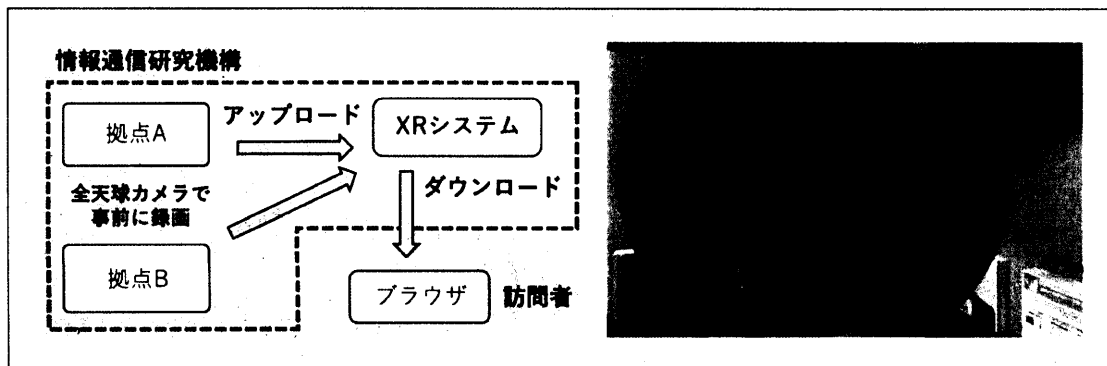 情報通信研究機構
拠点A
アップロード
XRシステム
全天球カメラで
事前に録画
ダウンロード
拠点B
ブラウザ
訪問者